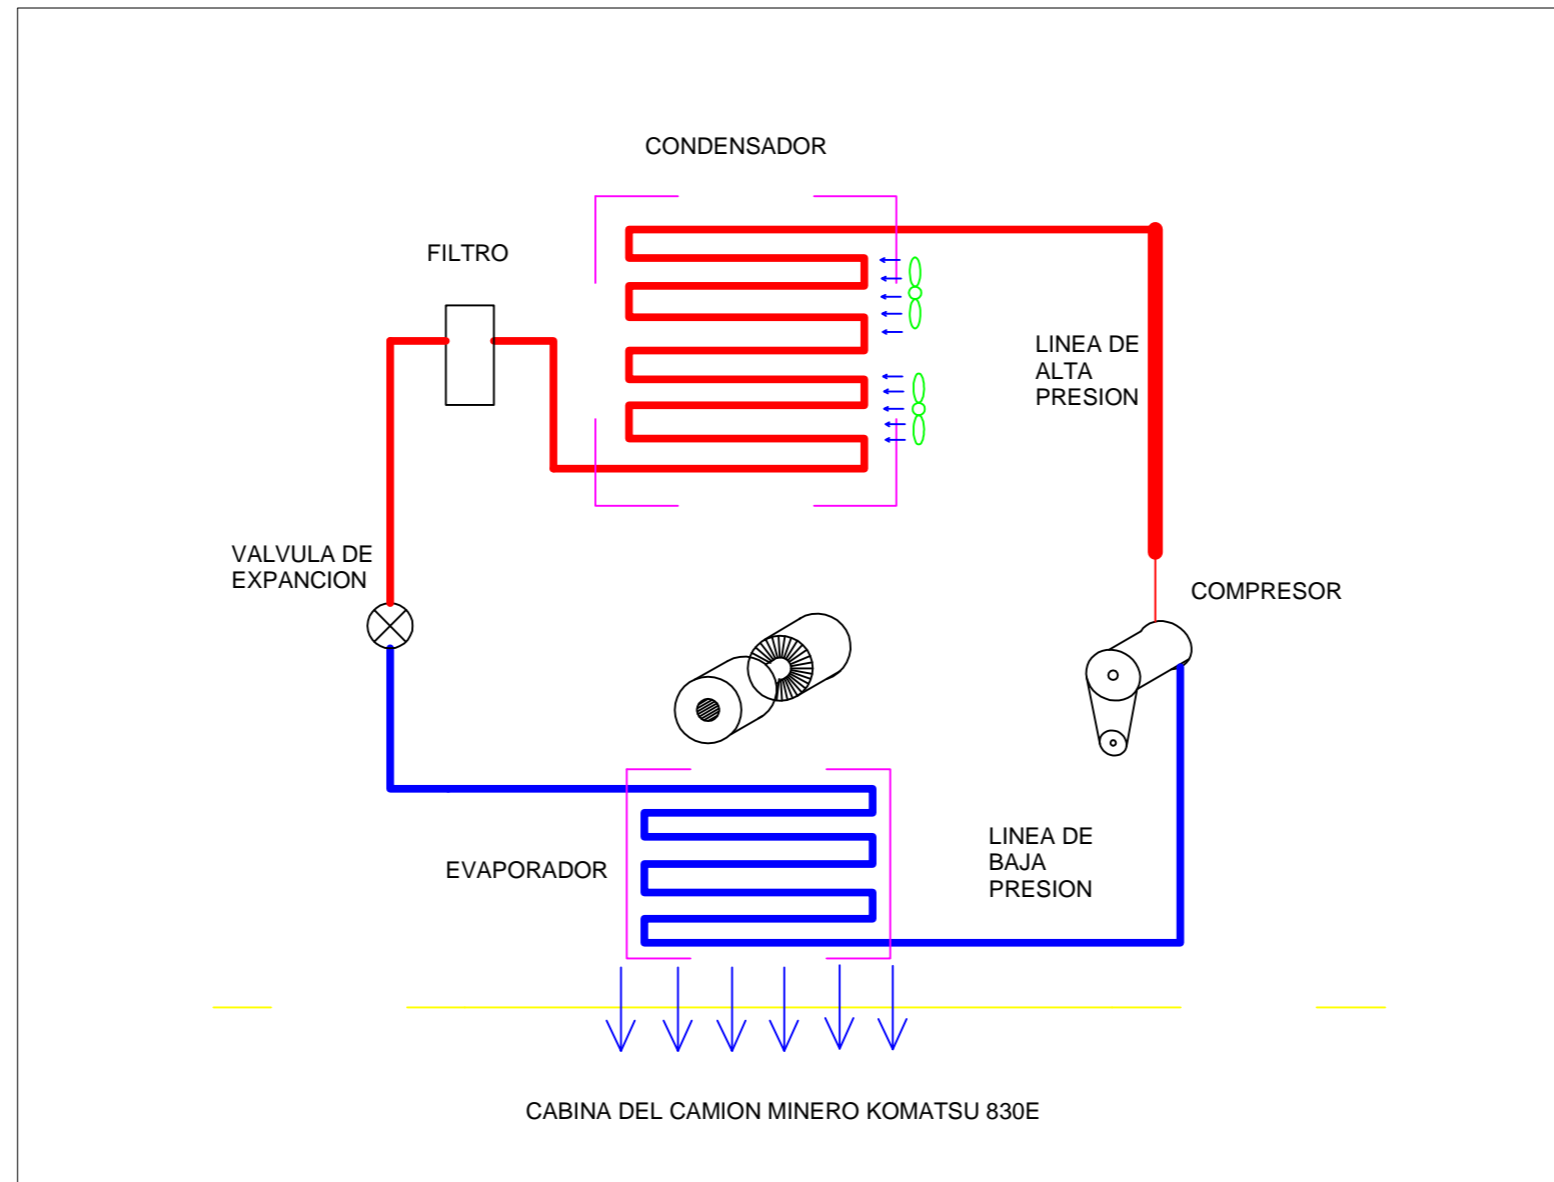 CONDENSADOR
FILTRO
LINEA DE
ALTA
PRESION
VALVULA DE
EXPANCION
COMPRESOR
LINEA DE
BAJA
PRESION
EVAPORADOR
CABINA DEL CAMION MINERO KOMATSU 830E